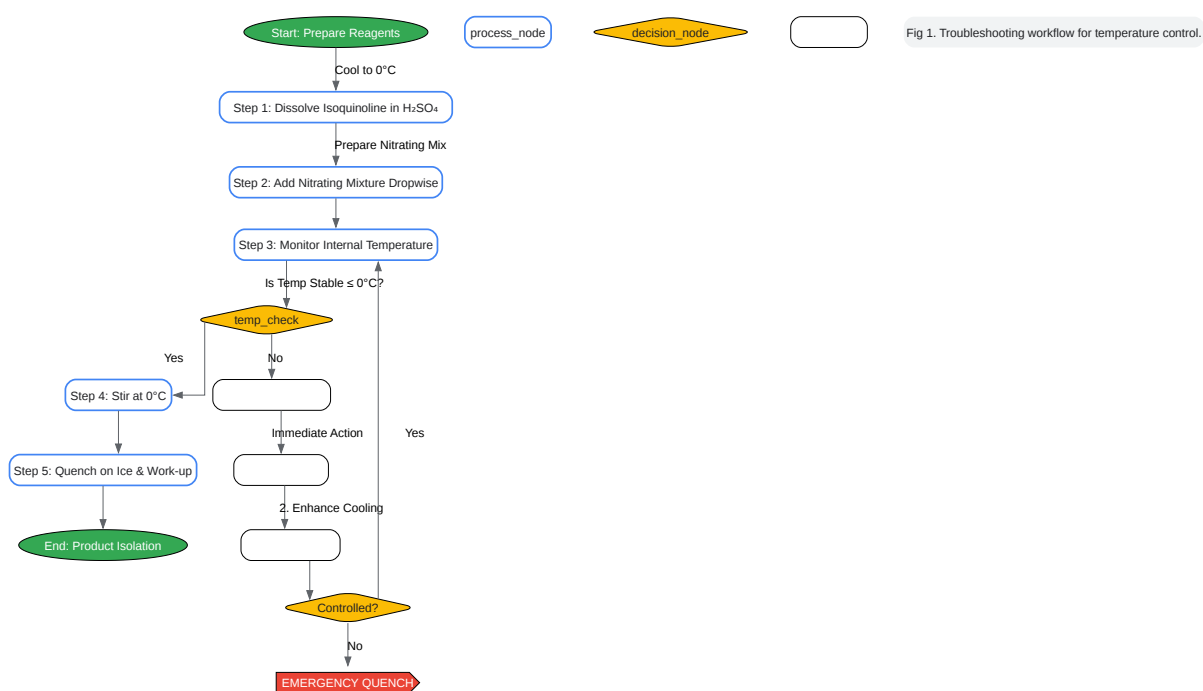 Start: Prepare Reagents
process_node
decision_node
Fig 1. Troubleshooting workflow for temperature control.
Cool to 0°C
Step 1: Dissolve Isoquinoline in H₂SO₄
Prepare Nitrating Mix
Step 2: Add Nitrating Mixture Dropwise
Step 3: Monitor Internal Temperature
Is Temp Stable ≤ 0°C?
temp_check
Yes
No
Step 4: Stir at 0°C
Immediate Action
Yes
Step 5: Quench on Ice & Work-up
2. Enhance Cooling
End: Product Isolation
Controlled?
No
EMERGENCY QUENCH